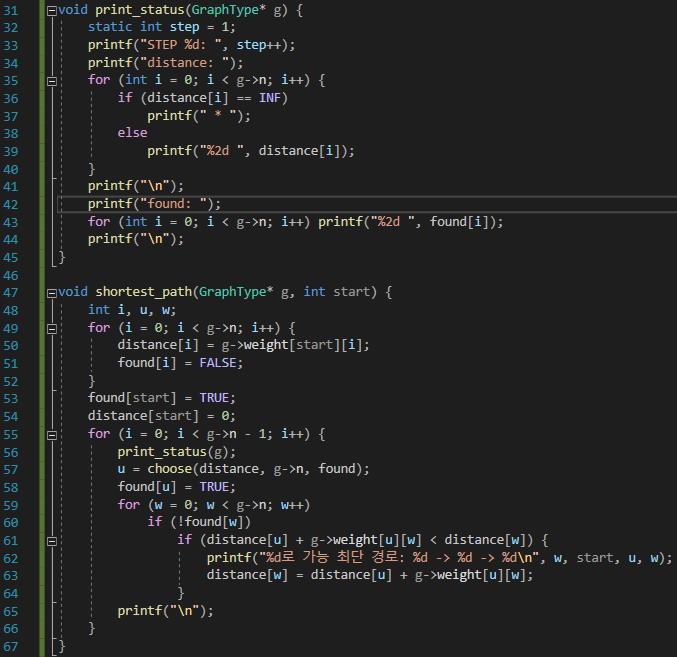 31 void print_status(GraphType* g) {
32     static int step = 1;
33     printf("STEP %d: ", step++);
34     printf("distance: ");
35     for (int i = 0; i < g->n; i++) {
36         if (distance[i] == INF)
37             printf(" * ");
38         else
39             printf("%2d ", distance[i]);
40     }
41     printf("\n");
42     printf("found: ");
43     for (int i = 0; i < g->n; i++) printf("%2d ", found[i]);
44     printf("\n");
45 }
46
47 void shortest_path(GraphType* g, int start) {
48     int i, u, w;
49     for (i = 0; i < g->n; i++) {
50         distance[i] = g->weight[start][i];
51         found[i] = FALSE;
52     }
53     found[start] = TRUE;
54     distance[start] = 0;
55     for (i = 0; i < g->n - 1; i++) {
56         print_status(g);
57         u = choose(distance, g->n, found);
58         found[u] = TRUE;
59         for (w = 0; w < g->n; w++)
60             if (!found[w])
61                 if (distance[u] + g->weight[u][w] < distance[w]) {
62                     printf("%d로 가능 최단 경로: %d -> %d -> %d\n", w, start, u, w);
63                     distance[w] = distance[u] + g->weight[u][w];
64                 }
65         printf("\n");
66     }
67 }